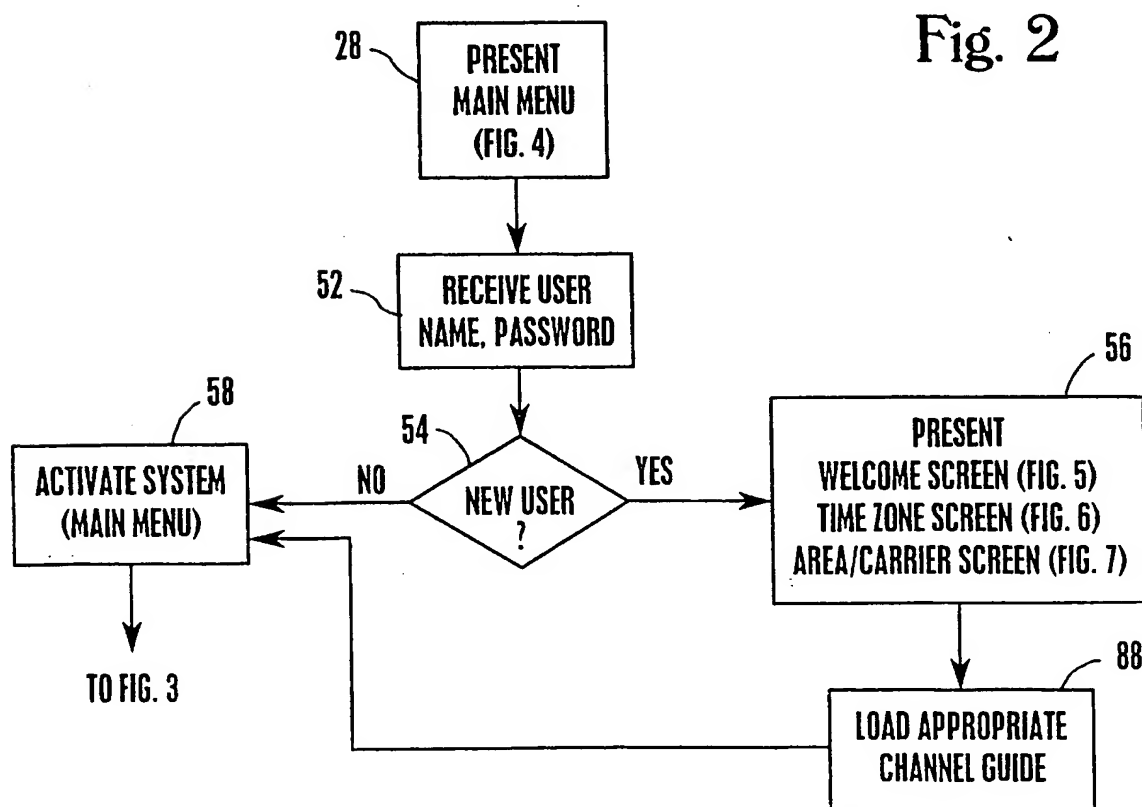 Fig. 2
28
PRESENT
MAIN MENU
(FIG. 4)
52
RECEIVE USER
NAME, PASSWORD
54
NEW USER
?
NO
YES
58
ACTIVATE SYSTEM
(MAIN MENU)
TO FIG. 3
56
PRESENT
WELCOME SCREEN (FIG. 5)
TIME ZONE SCREEN (FIG. 6)
AREA/CARRIER SCREEN (FIG. 7)
88
LOAD APPROPRIATE
CHANNEL GUIDE